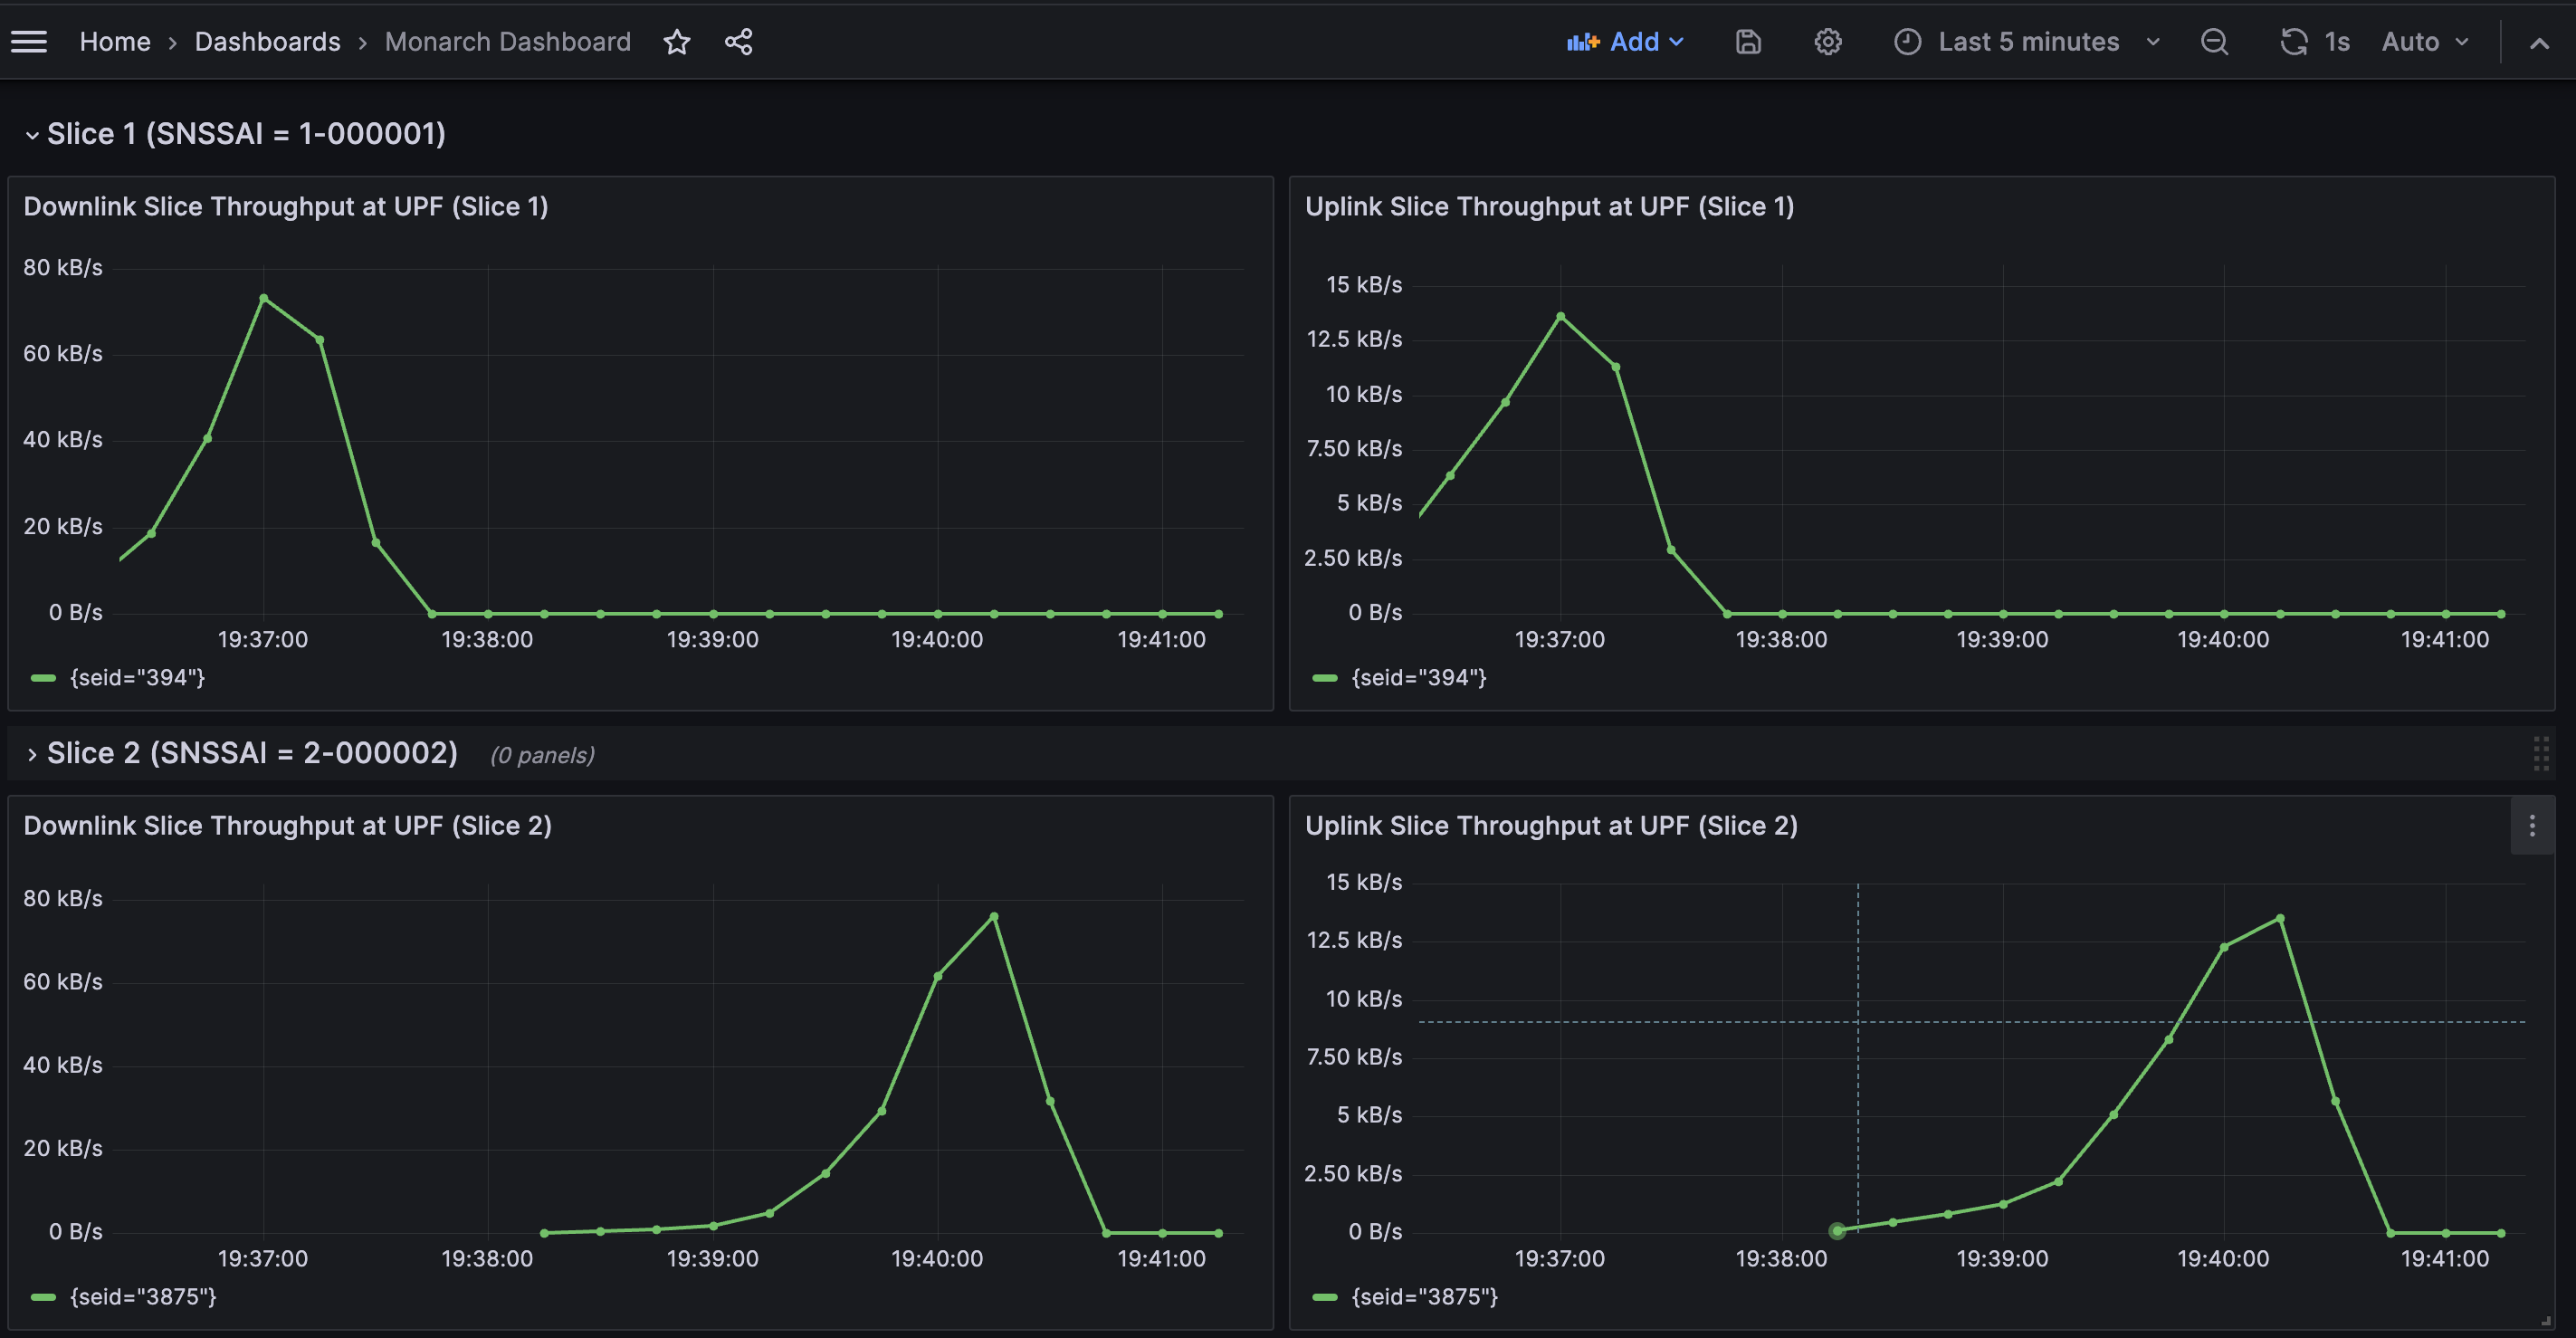 Home › Dashboards › Monarch Dashboard Add Last 5 minutes 1s Auto
Slice 1 (SNSSAI = 1-000001)
Downlink Slice Throughput at UPF (Slice 1)
80 kB/s
60 kB/s
40 kB/s
20 kB/s
0 B/s
19:37:00 19:38:00 19:39:00 19:40:00 19:41:00
{seid="394"}
Uplink Slice Throughput at UPF (Slice 1)
15 kB/s
12.5 kB/s
10 kB/s
7.50 kB/s
5 kB/s
2.50 kB/s
0 B/s
19:37:00 19:38:00 19:39:00 19:40:00 19:41:00
{seid="394"}
Slice 2 (SNSSAI = 2-000002) (0 panels)
Downlink Slice Throughput at UPF (Slice 2)
80 kB/s
60 kB/s
40 kB/s
20 kB/s
0 B/s
19:37:00 19:38:00 19:39:00 19:40:00 19:41:00
{seid="3875"}
Uplink Slice Throughput at UPF (Slice 2)
15 kB/s
12.5 kB/s
10 kB/s
7.50 kB/s
5 kB/s
2.50 kB/s
0 B/s
19:37:00 19:38:00 19:39:00 19:40:00 19:41:00
{seid="3875"}